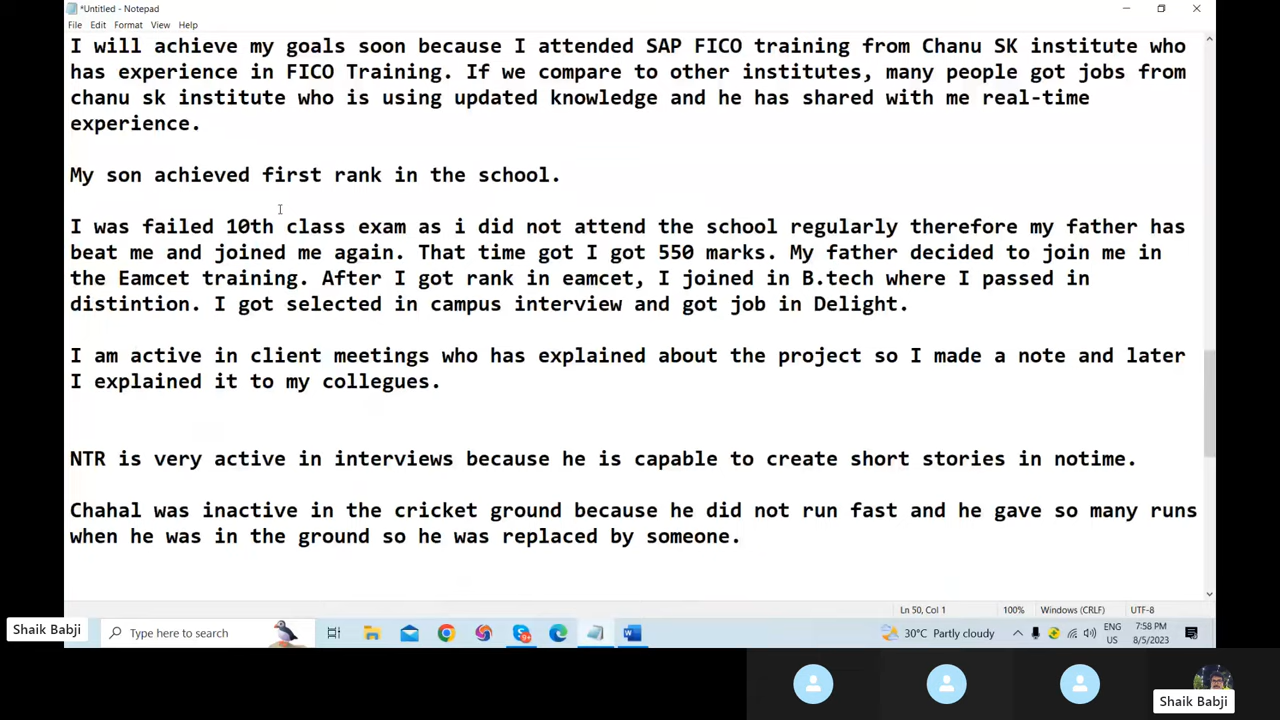 *Untitled - Notepad
File Edit Format View Help
I will achieve my goals soon because I attended SAP FICO training from Chanu SK institute who
has experience in FICO Training. If we compare to other institutes, many people got jobs from
chanu sk institute who is using updated knowledge and he has shared with me real-time
experience.
My son achieved first rank in the school.
I was failed 10th class exam as i did not attend the school regularly therefore my father has
beat me and joined me again. That time got I got 550 marks. My father decided to join me in
the Eamcet training. After I got rank in eamcet, I joined in B.tech where I passed in
distintion. I got selected in campus interview and got job in Delight.
I am active in client meetings who has explained about the project so I made a note and later
I explained it to my collegues.
NTR is very active in interviews because he is capable to create short stories in notime.
Chahal was inactive in the cricket ground because he did not run fast and he gave so many runs
when he was in the ground so he was replaced by someone.
Ln 50, Col 1 100% Windows (CRLF) UTF-8
Shaik Babji
Type here to search
30°C Partly cloudy
ENG
US
7:58 PM
8/5/2023
Shaik Babji